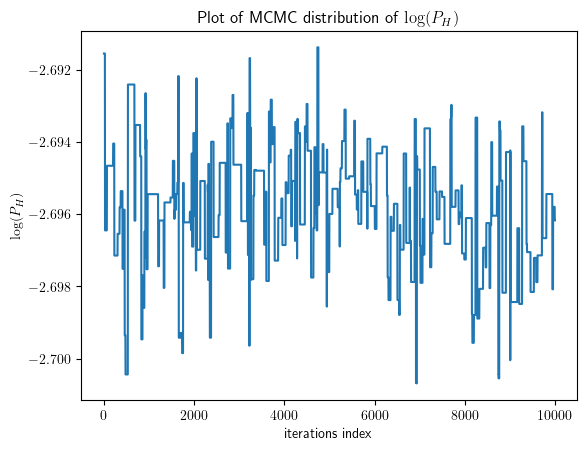 Plot of MCMC distribution of log(P_H)
−2.692
−2.694
−2.696
−2.698
−2.700
log(P_H)
0 2000 4000 6000 8000 10000
iterations index